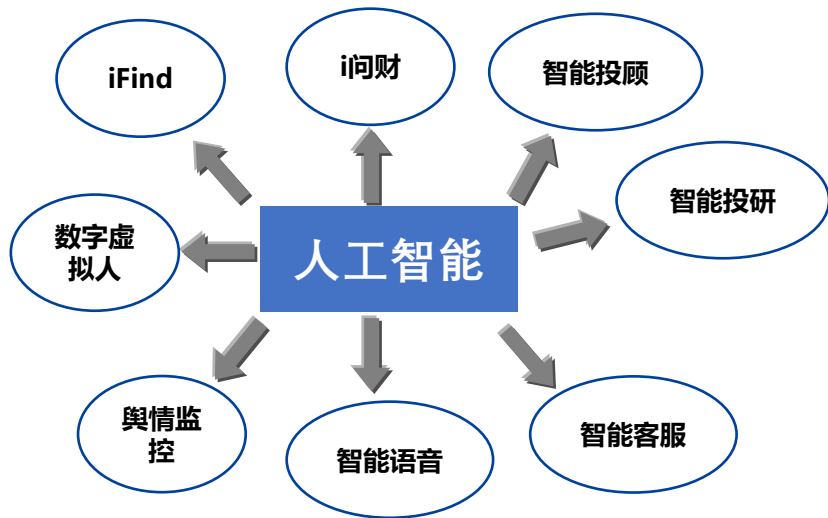 iFind
i问财
智能投顾
智能投研
数字虚
拟人
人工智能
舆情监
控
智能语音
智能客服